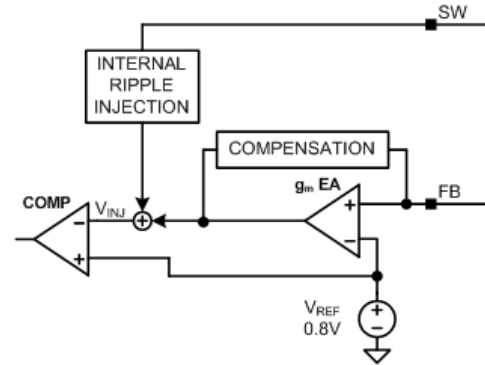 SW
INTERNAL
RIPPLE
INJECTION
COMPENSATION
gm EA
FB
COMP
VINJ
+
−
−
+
+
VREF
0.8V
+
−